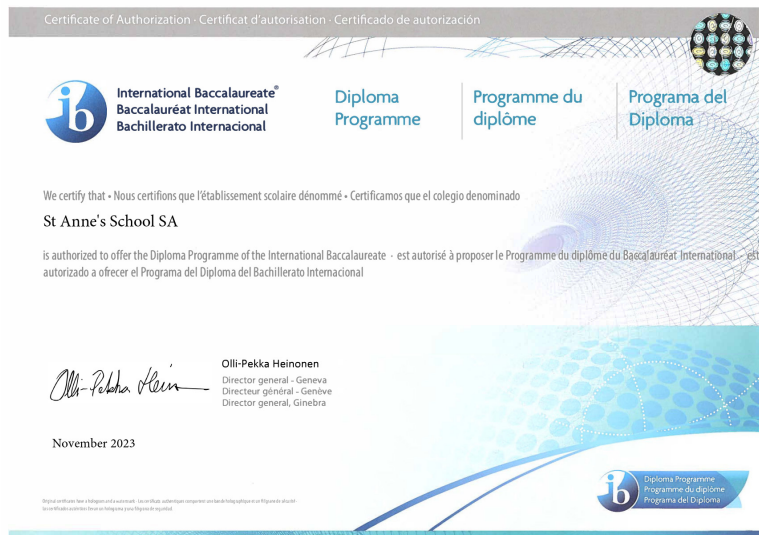 Certificate of Authorization · Certificat d'autorisation · Certificado de autorización
ib
International Baccalaureate®
Baccalauréat International
Bachillerato Internacional
Diploma
Programme
Programme du
diplôme
Programa del
Diploma
We certify that • Nous certifions que l'établissement scolaire dénommé • Certificamos que el colegio denominado
St Anne's School SA
is authorized to offer the Diploma Programme of the International Baccalaureate · est autorisé à proposer le Programme du diplôme du Baccalauréat International · est
autorizado a ofrecer el Programa del Diploma del Bachillerato Internacional
Olli-Pekka Heinonen
Director general - Geneva
Directeur général - Genève
Director general, Ginebra
November 2023
ib
Diploma Programme
Programme du diplôme
Programa del Diploma